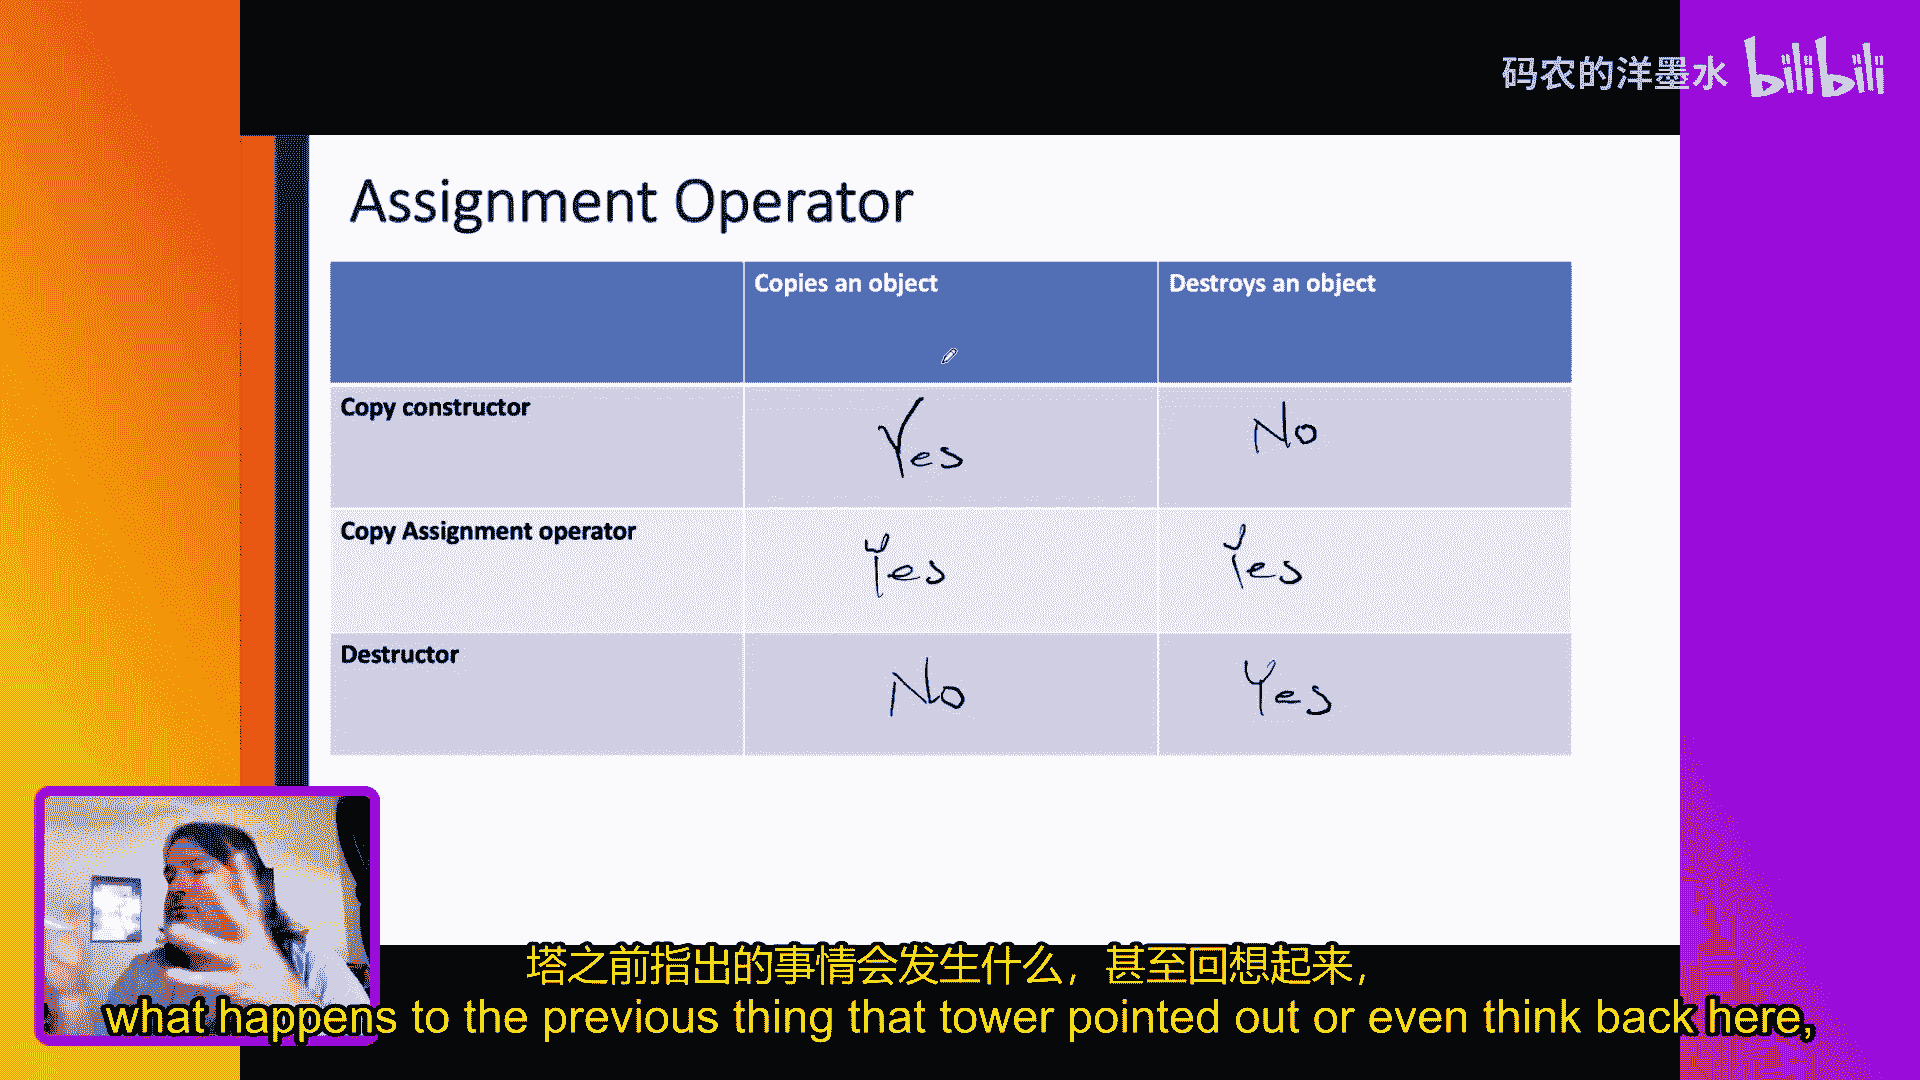 码农的洋墨水 bilibili
Assignment Operator
Copies an object Destroys an object
Copy constructor Yes No
Copy Assignment operator Yes Yes
Destructor No Yes
塔之前指出的事情会发生什么，甚至回想起来，
what happens to the previous thing that tower pointed out or even think back here,